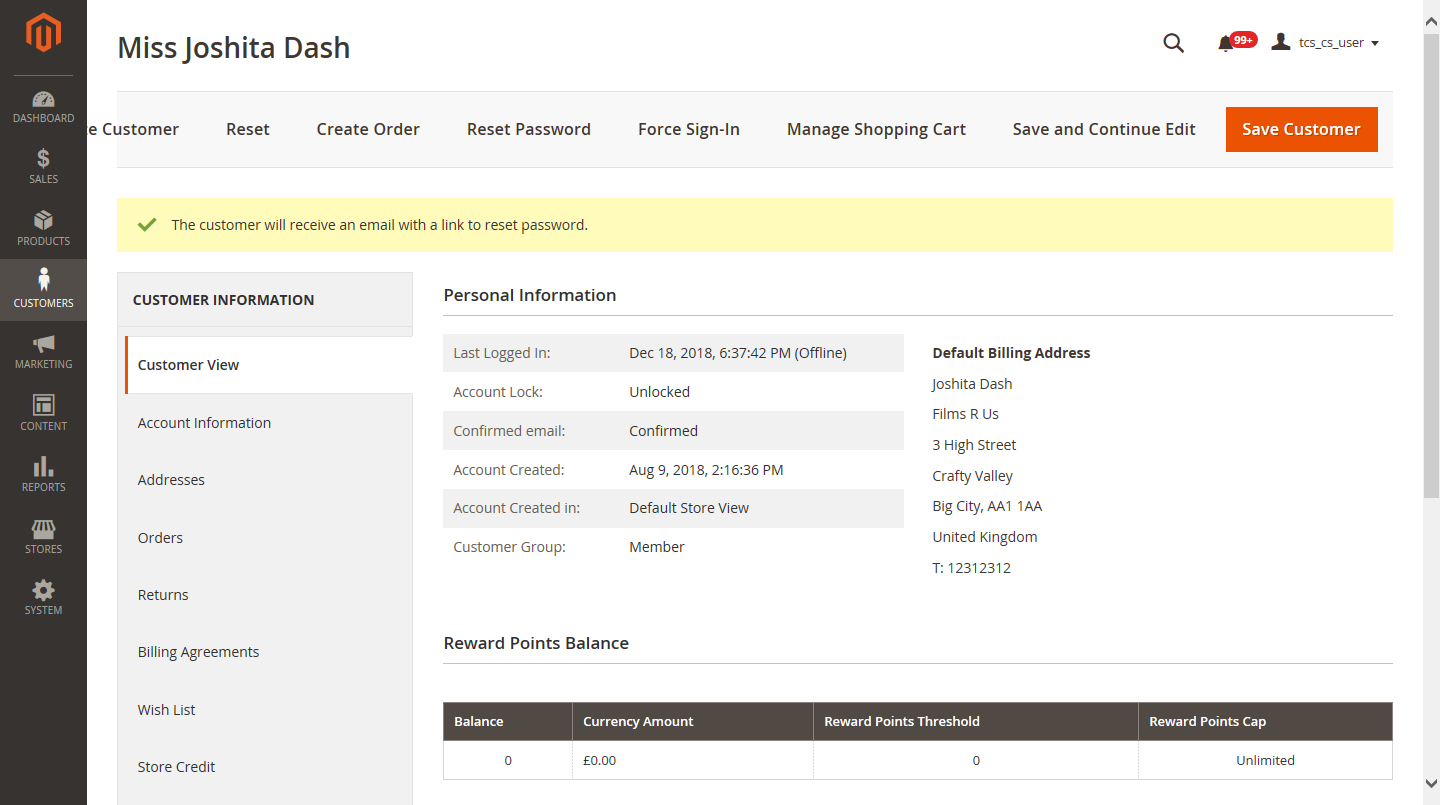 Miss Joshita Dash
99+
tcs_cs_user
DASHBOARD
SALES
PRODUCTS
CUSTOMERS
MARKETING
CONTENT
REPORTS
STORES
SYSTEM
Customer Reset Create Order Reset Password Force Sign-In Manage Shopping Cart Save and Continue Edit Save Customer
The customer will receive an email with a link to reset password.
CUSTOMER INFORMATION
Customer View
Account Information
Addresses
Orders
Returns
Billing Agreements
Wish List
Store Credit
Personal Information
Last Logged In: Dec 18, 2018, 6:37:42 PM (Offline)
Account Lock: Unlocked
Confirmed email: Confirmed
Account Created: Aug 9, 2018, 2:16:36 PM
Account Created in: Default Store View
Customer Group: Member
Default Billing Address
Joshita Dash
Films R Us
3 High Street
Crafty Valley
Big City, AA1 1AA
United Kingdom
T: 12312312
Reward Points Balance
Balance Currency Amount Reward Points Threshold Reward Points Cap
0 £0.00 0 Unlimited